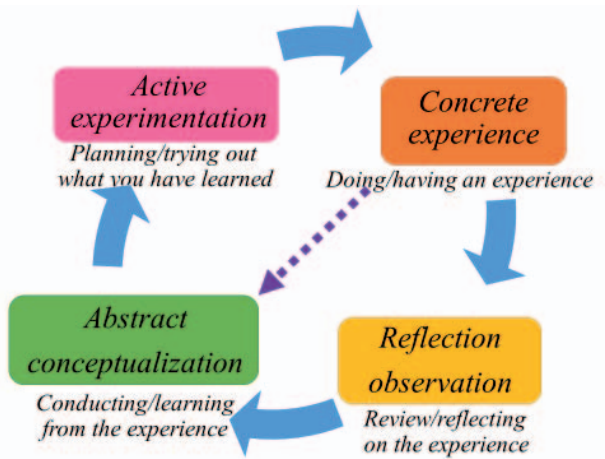 Active
experimentation
Planning/trying out
what you have learned
Concrete
experience
Doing/having an experience
Reflection
observation
Review/reflecting
on the experience
Abstract
conceptualization
Conducting/learning
from the experience